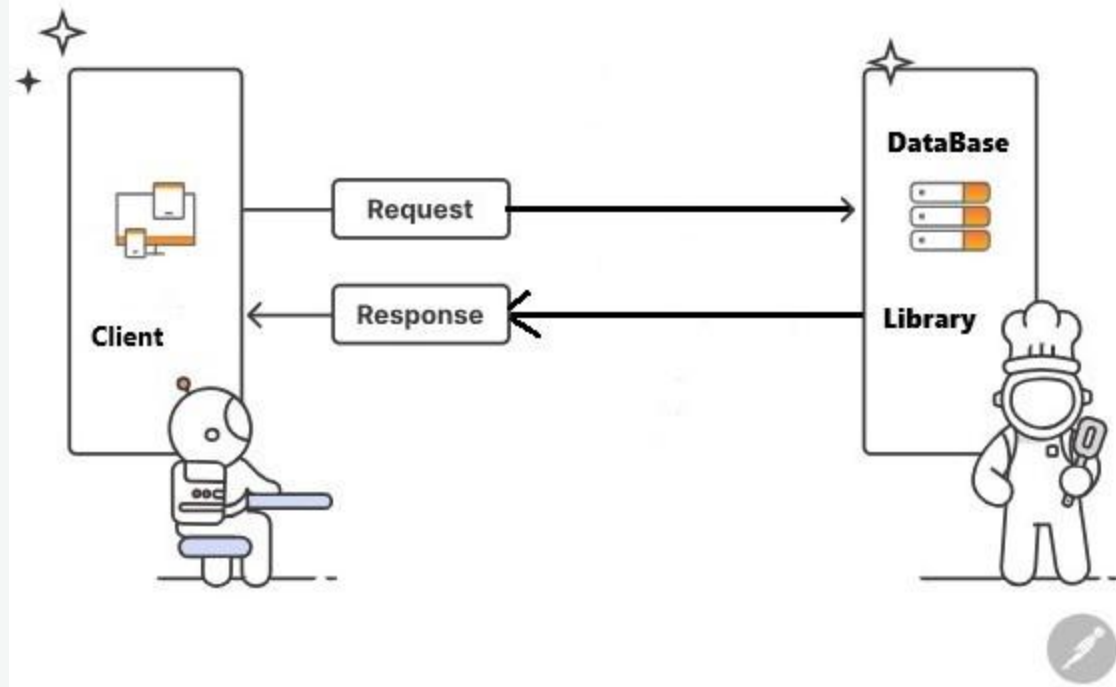 DataBase
Request
Response
Library
Client